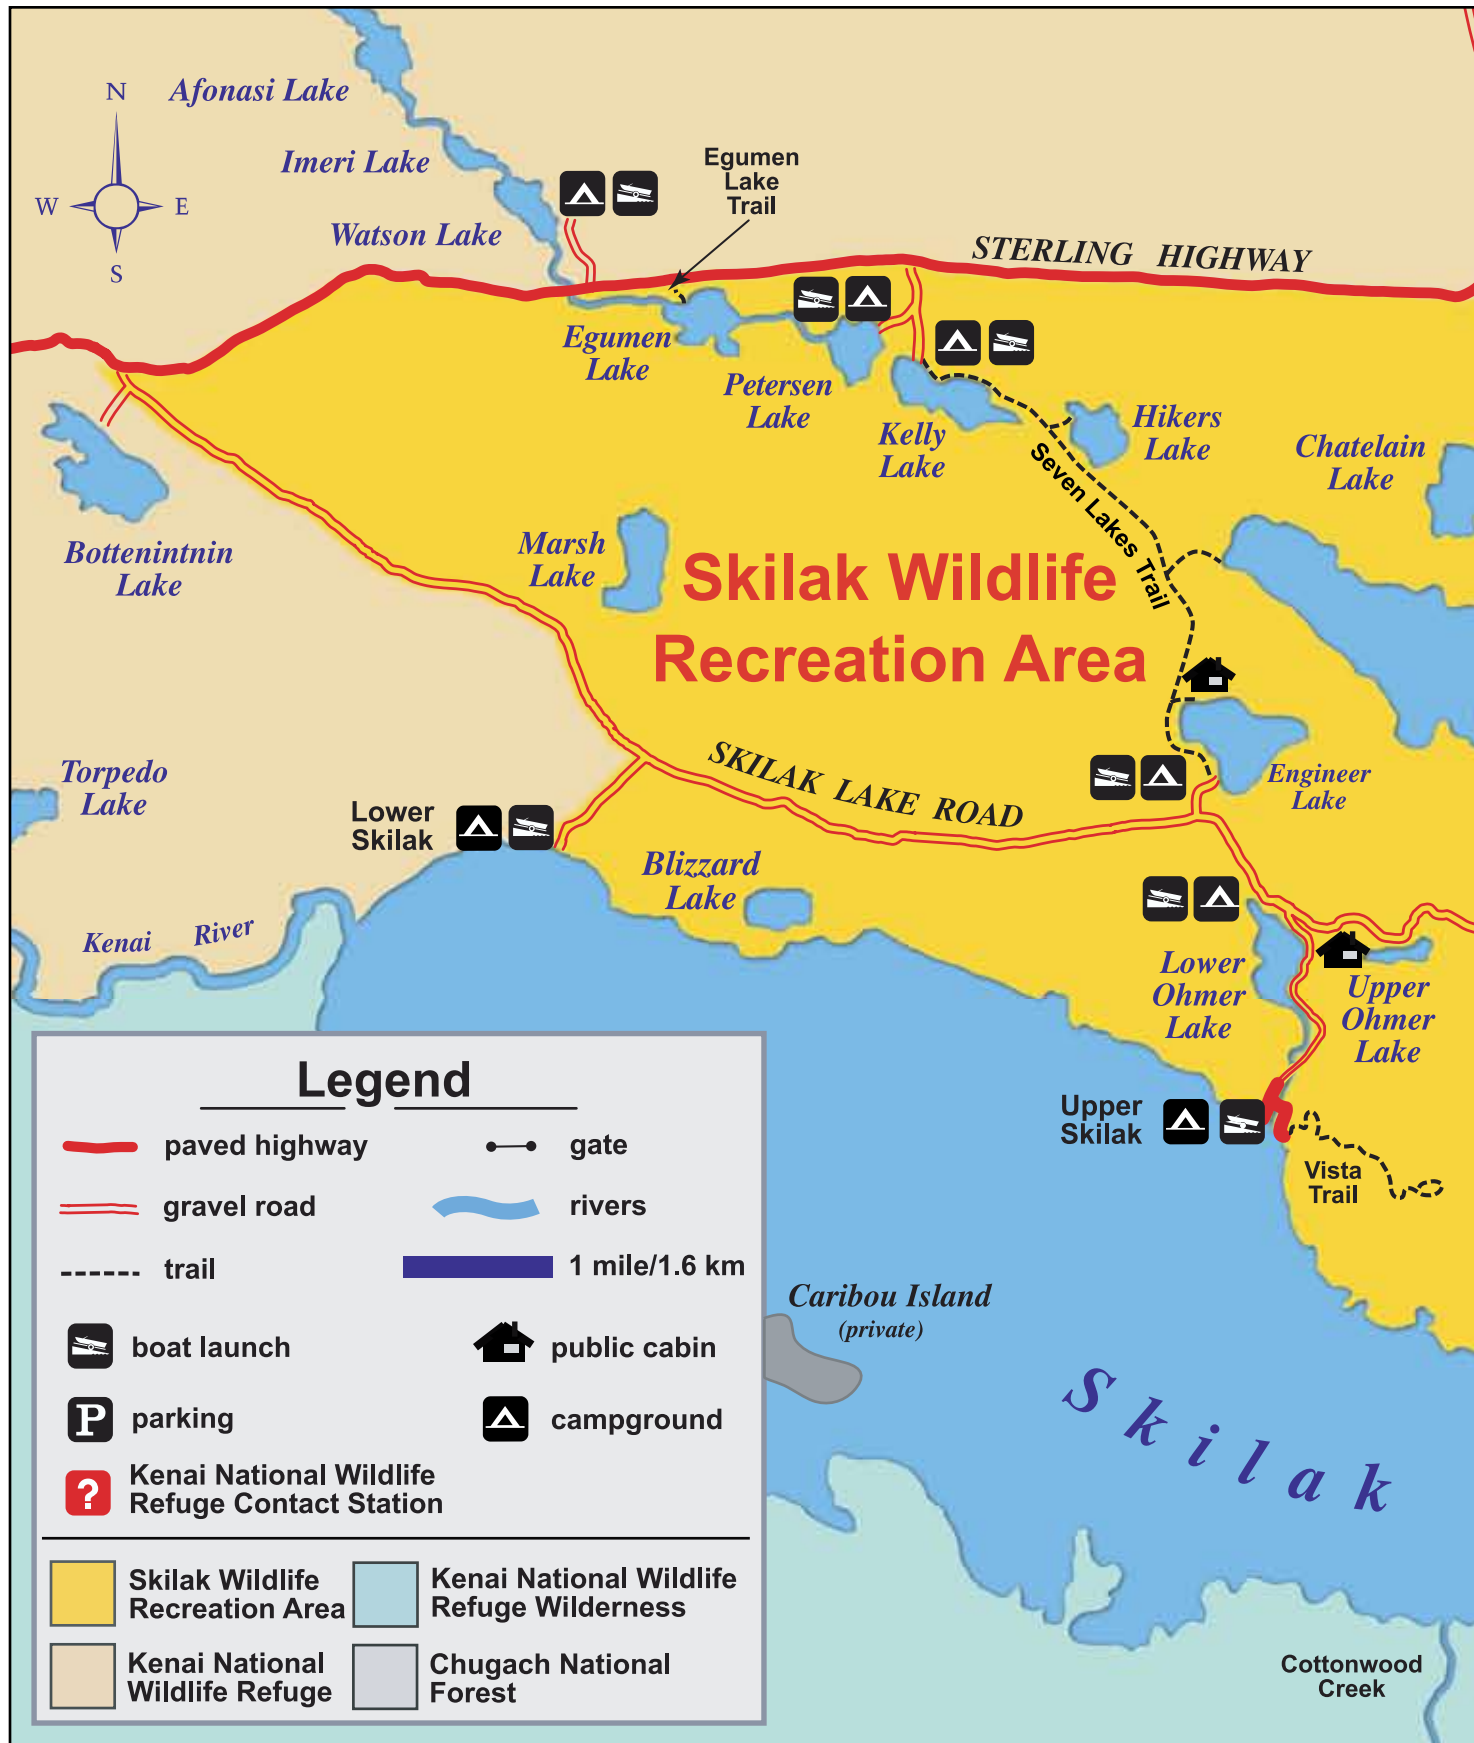 N
W
E
S
Afonasi Lake
Imeri Lake
Watson Lake
Egumen
Lake
Trail
STERLING HIGHWAY
Egumen
Lake
Petersen
Lake
Kelly
Lake
Hikers
Lake
Chatelain
Lake
Seven Lakes Trail
Bottenintnin
Lake
Marsh
Lake
Skilak Wildlife
Recreation Area
Torpedo
Lake
SKILAK LAKE ROAD
Engineer
Lake
Lower
Skilak
Blizzard
Lake
Kenai River
Lower
Ohmer
Lake
Upper
Ohmer
Lake
Upper
Skilak
Vista
Trail
Caribou Island
(private)
Skilak
Cottonwood
Creek
Legend
paved highway
gate
gravel road
rivers
trail
1 mile/1.6 km
boat launch
public cabin
P
parking
campground
?
Kenai National Wildlife
Refuge Contact Station
Skilak Wildlife
Recreation Area
Kenai National Wildlife
Refuge Wilderness
Kenai National
Wildlife Refuge
Chugach National
Forest